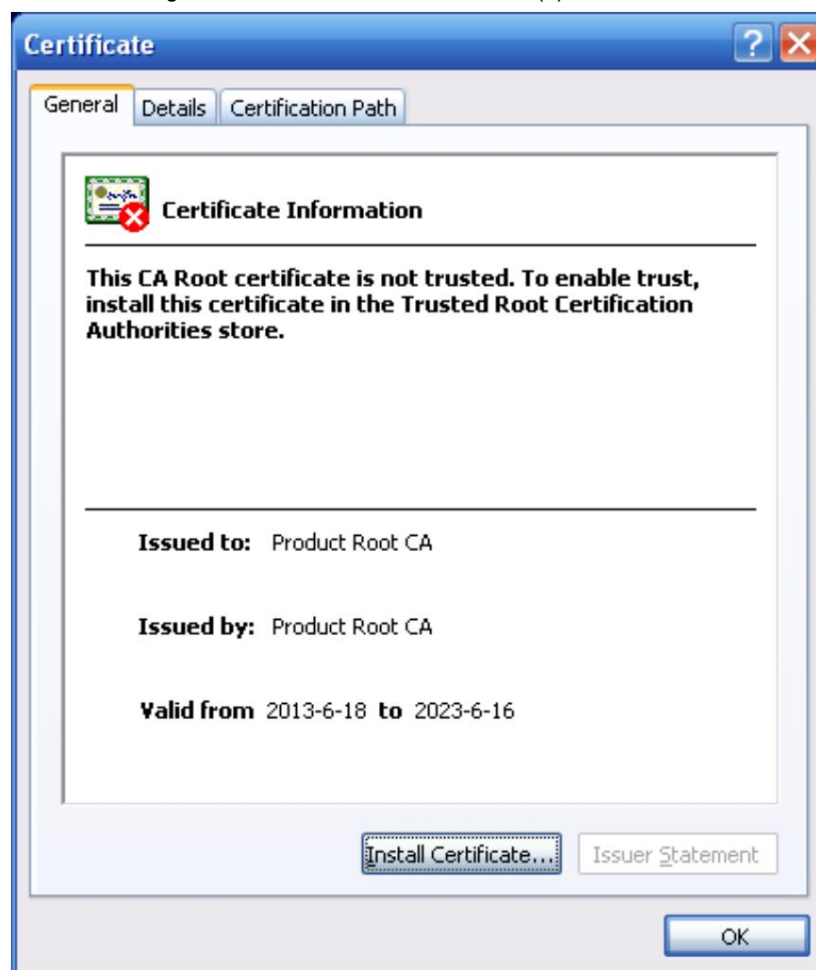 Certificate
General Details Certification Path
Certificate Information
This CA Root certificate is not trusted. To enable trust,
install this certificate in the Trusted Root Certification
Authorities store.
Issued to: Product Root CA
Issued by: Product Root CA
Valid from 2013-6-18 to 2023-6-16
Install Certificate... Issuer Statement
OK